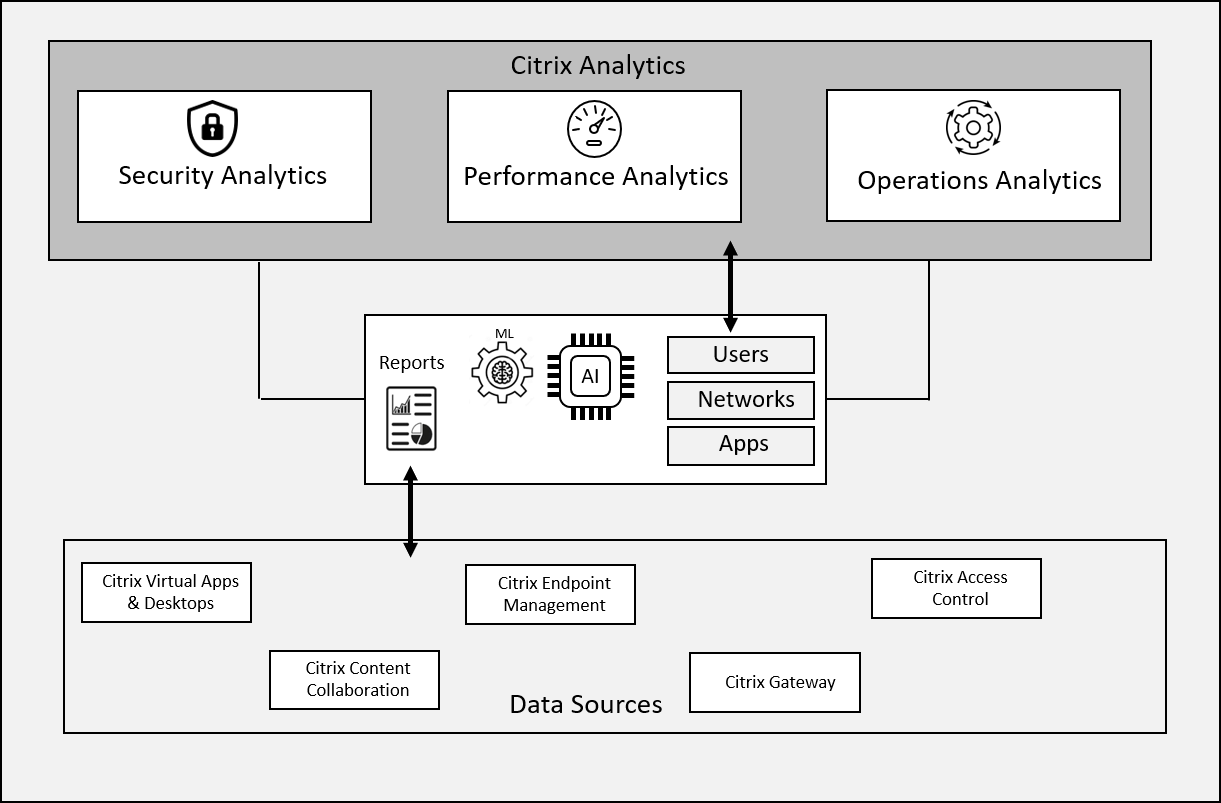 Citrix Analytics
Security Analytics
Performance Analytics
Operations Analytics
Reports
ML
AI
Users
Networks
Apps
Citrix Virtual Apps
& Desktops
Citrix Endpoint
Management
Citrix Access
Control
Citrix Content
Collaboration
Citrix Gateway
Data Sources